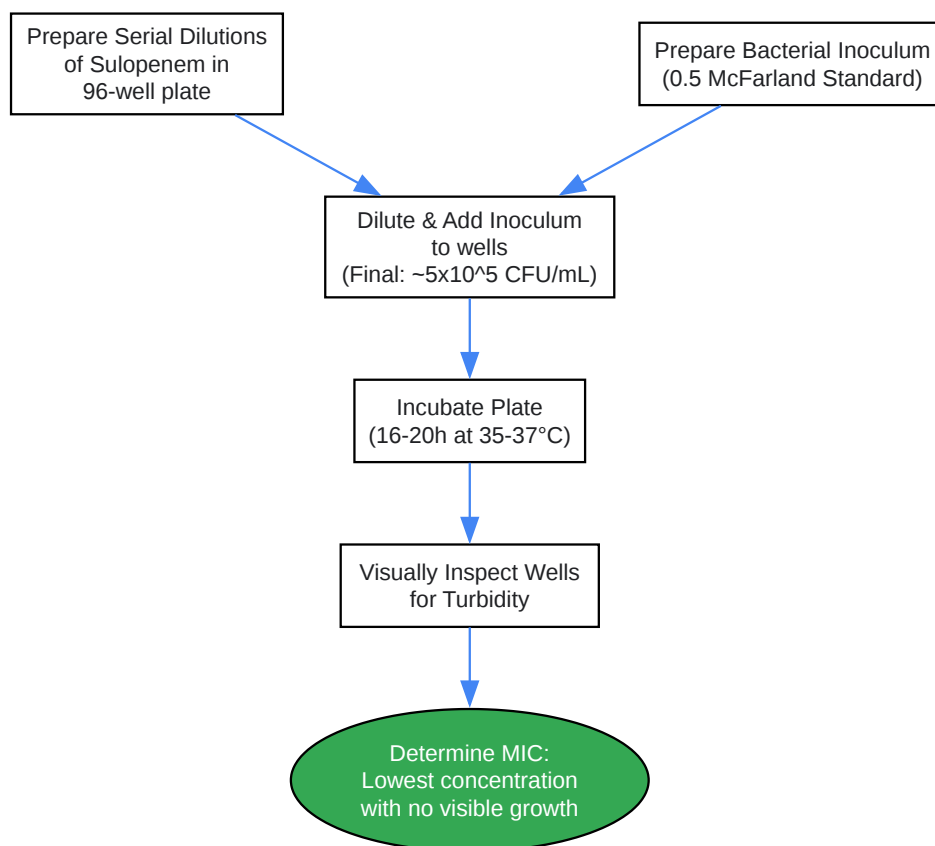 Prepare Serial Dilutions
of Sulopenem in
96-well plate
Prepare Bacterial Inoculum
(0.5 McFarland Standard)
Dilute & Add Inoculum
to wells
(Final: ~5x10^5 CFU/mL)
Incubate Plate
(16-20h at 35-37°C)
Visually Inspect Wells
for Turbidity
Determine MIC:
Lowest concentration
with no visible growth